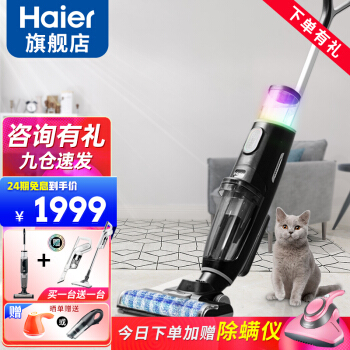 Haier
旗舰店
下单有礼
咨询有礼
九仓速发
24期免息到手价
¥1999
赠
+
买一台送一台
晒单赠送
赠
或
今日下单加赠 除螨仪